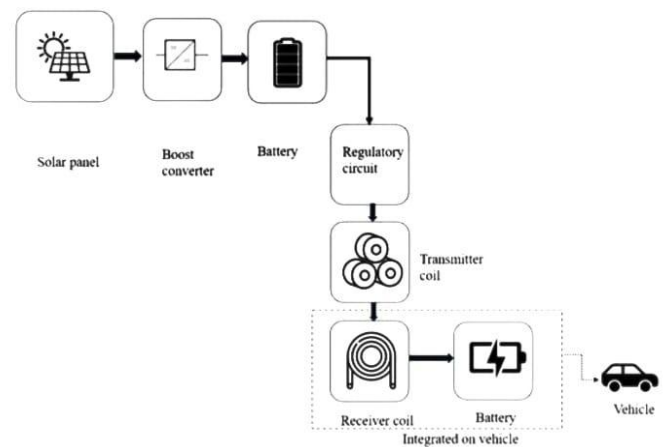 Solar panel
Boost
converter
Battery
Regulatory
circuit
Transmitter
coil
Receiver coil
Battery
Integrated on vehicle
Vehicle